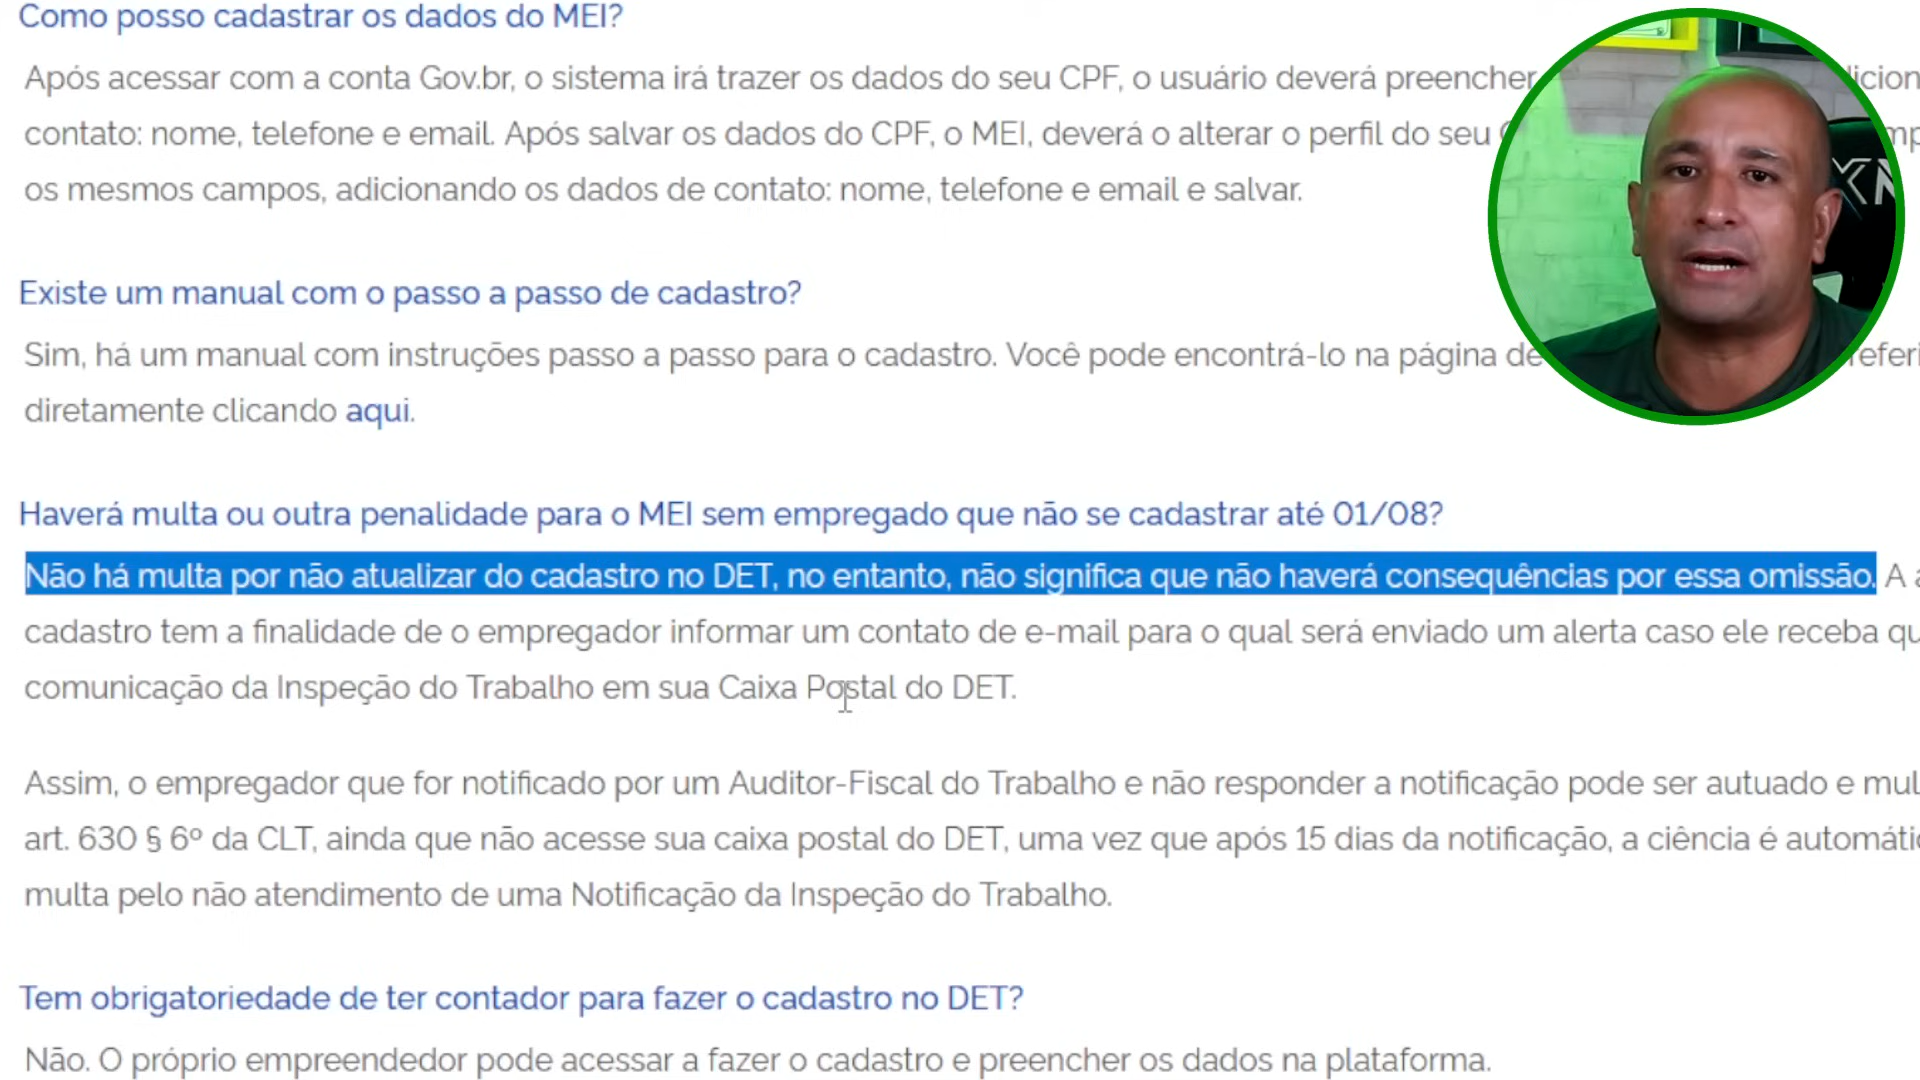 Como posso cadastrar os dados do MEI?
Após acessar com a conta Gov.br, o sistema irá trazer os dados do seu CPF, o usuário deverá preencher
contato: nome, telefone e email. Após salvar os dados do CPF, o MEI, deverá o alterar o perfil do seu
os mesmos campos, adicionando os dados de contato: nome, telefone e email e salvar.
Existe um manual com o passo a passo de cadastro?
Sim, há um manual com instruções passo a passo para o cadastro. Você pode encontrá-lo na página de
diretamente clicando aqui.
Haverá multa ou outra penalidade para o MEI sem empregado que não se cadastrar até 01/08?
Não há multa por não atualizar do cadastro no DET, no entanto, não significa que não haverá consequências por essa omissão. A
cadastro tem a finalidade de o empregador informar um contato de e-mail para o qual será enviado um alerta caso ele receba
comunicação da Inspeção do Trabalho em sua Caixa Postal do DET.
Assim, o empregador que for notificado por um Auditor-Fiscal do Trabalho e não responder a notificação pode ser autuado e
art. 630 § 6º da CLT, ainda que não acesse sua caixa postal do DET, uma vez que após 15 dias da notificação, a ciência é
multa pelo não atendimento de uma Notificação da Inspeção do Trabalho.
Tem obrigatoriedade de ter contador para fazer o cadastro no DET?
Não. O próprio empreendedor pode acessar a fazer o cadastro e preencher os dados na plataforma.